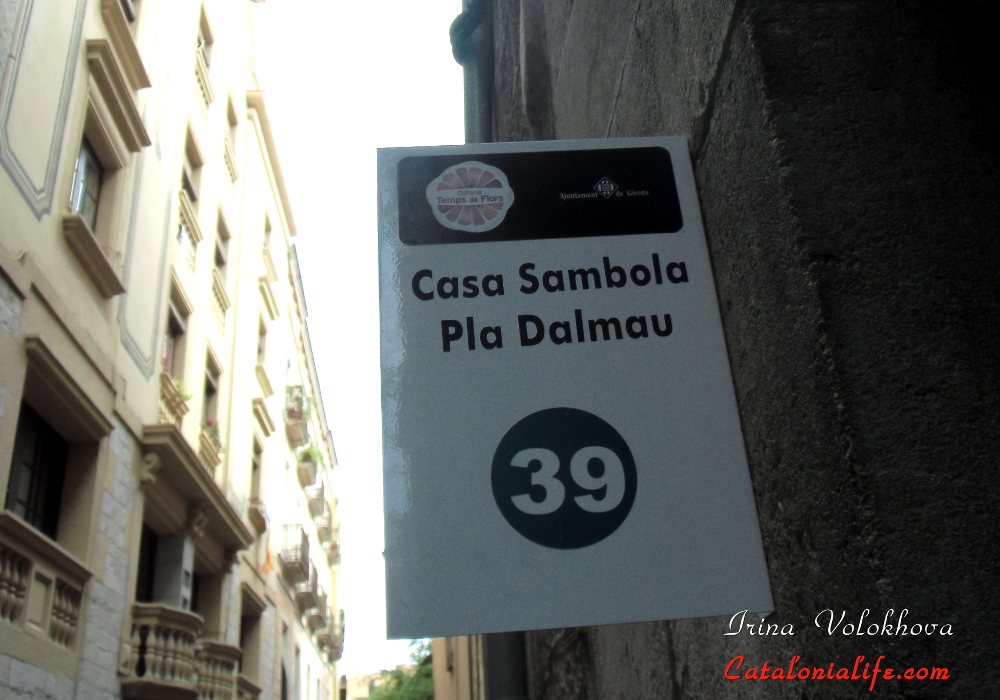 Girona
Temps de Flors
Ajuntament de Girona
Casa Sambola
Pla Dalmau
39
Irina Volokhova
Catalonialife.com